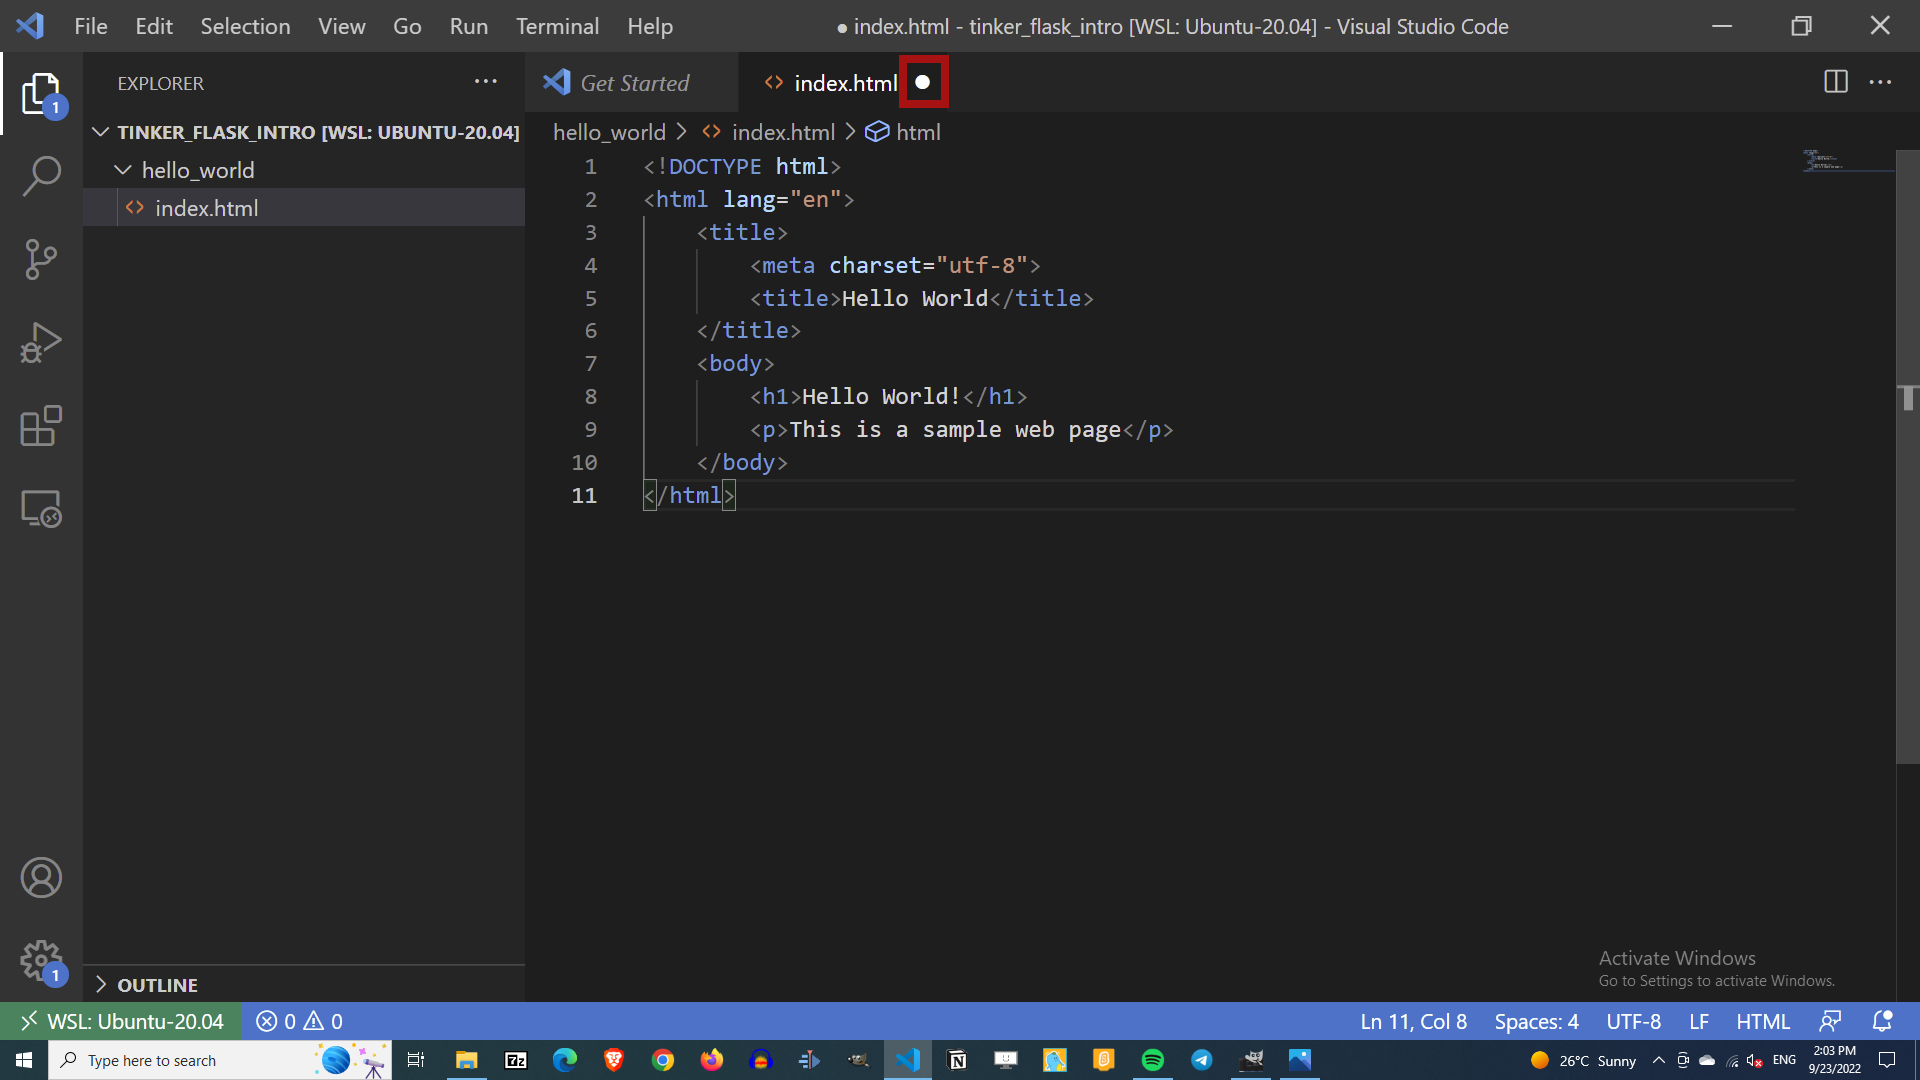 File Edit Selection View Go Run Terminal Help
● index.html - tinker_flask_intro [WSL: Ubuntu-20.04] - Visual Studio Code
EXPLORER
Get Started
index.html
TINKER_FLASK_INTRO [WSL: UBUNTU-20.04]
hello_world
index.html
hello_world > index.html > html
1 <!DOCTYPE html>
2 <html lang="en">
3 <title>
4 <meta charset="utf-8">
5 <title>Hello World</title>
6 </title>
7 <body>
8 <h1>Hello World!</h1>
9 <p>This is a sample web page</p>
10 </body>
11 </html>
1
1
OUTLINE
Activate Windows
Go to Settings to activate Windows.
WSL: Ubuntu-20.04 0 0
Ln 11, Col 8 Spaces: 4 UTF-8 LF HTML
Type here to search
7z
N
26°C Sunny
ENG
2:03 PM
9/23/2022